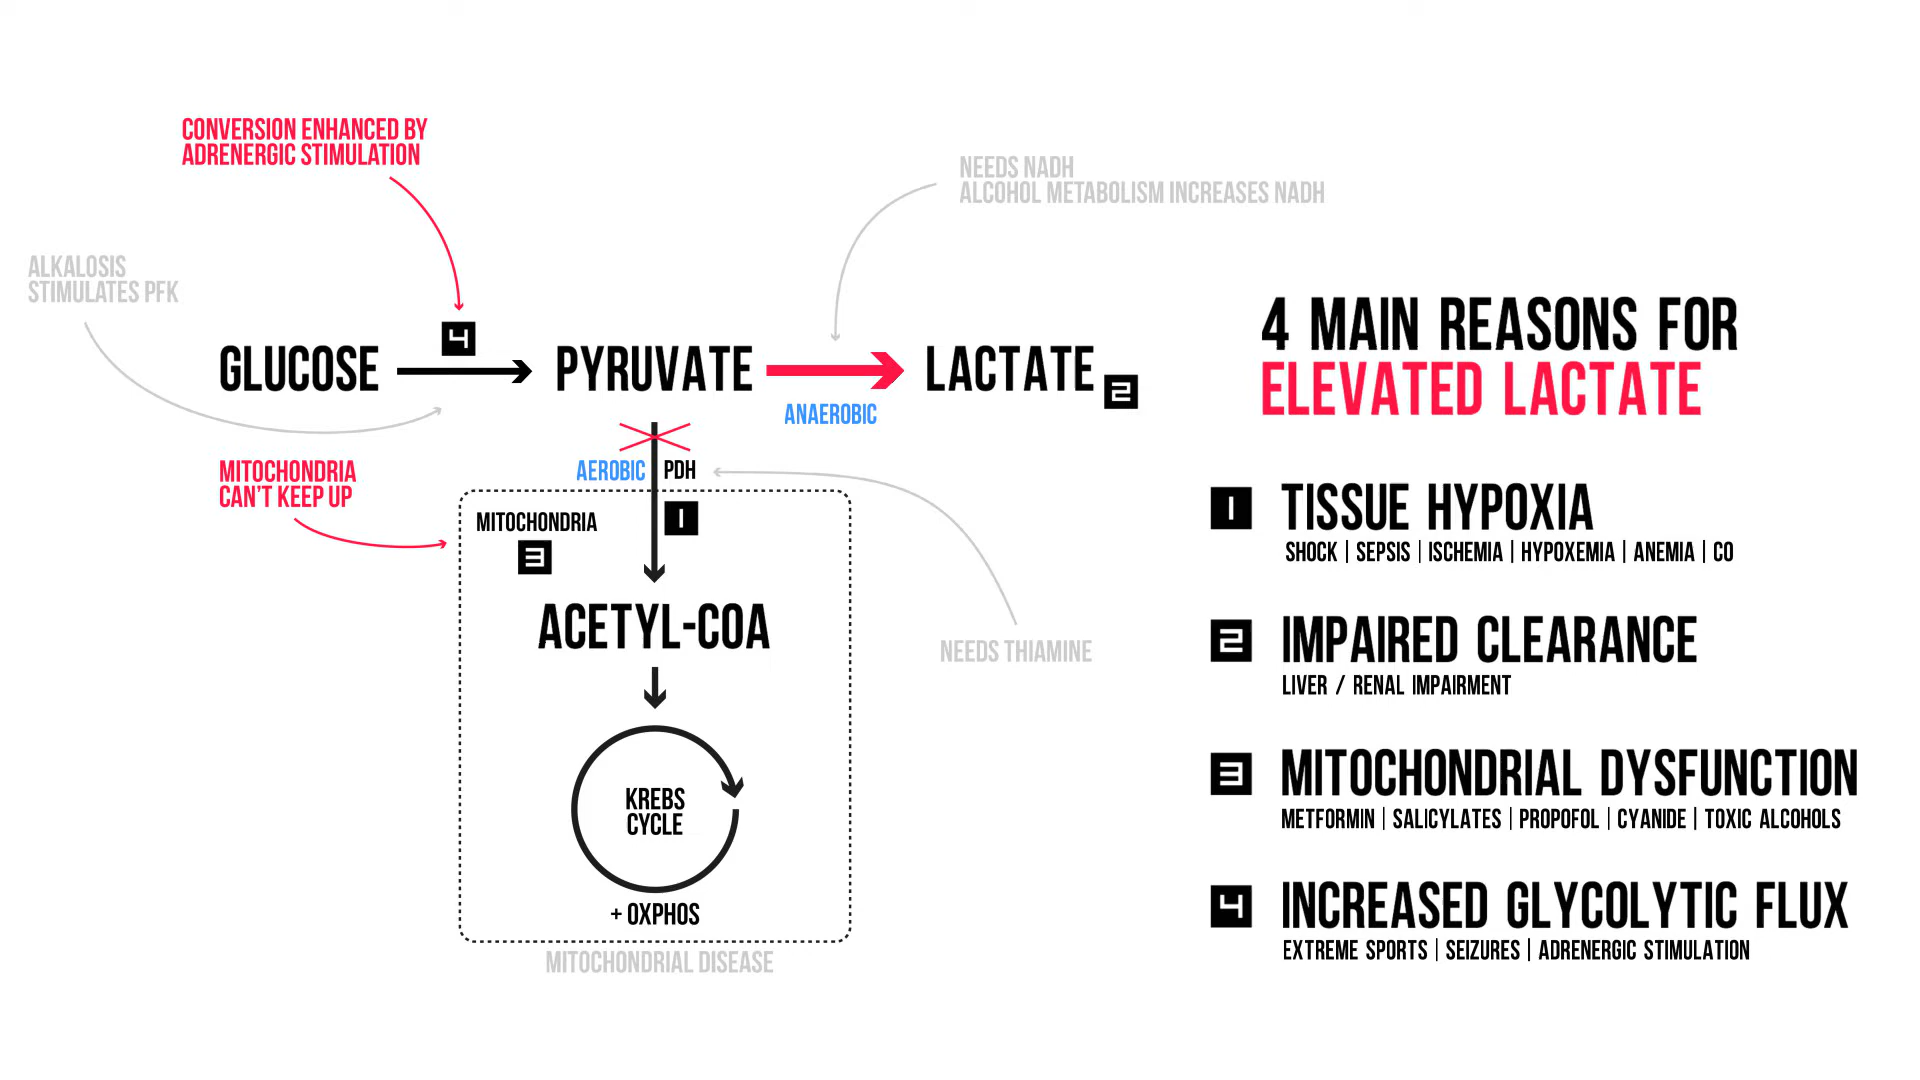 CONVERSION ENHANCED BY
ADRENERGIC STIMULATION
NEEDS NADH
ALCOHOL METABOLISM INCREASES NADH
ALKALOSIS
STIMULATES PFK
4
GLUCOSE
PYRUVATE
LACTATE
2
ANAEROBIC
AEROBIC
PDH
MITOCHONDRIA
CAN'T KEEP UP
MITOCHONDRIA
3
1
ACETYL-COA
NEEDS THIAMINE
KREBS
CYCLE
+ OXPHOS
MITOCHONDRIAL DISEASE
4 MAIN REASONS FOR
ELEVATED LACTATE
1 TISSUE HYPOXIA
SHOCK | SEPSIS | ISCHEMIA | HYPOXEMIA | ANEMIA | CO
2 IMPAIRED CLEARANCE
LIVER / RENAL IMPAIRMENT
3 MITOCHONDRIAL DYSFUNCTION
METFORMIN | SALICYLATES | PROPOFOL | CYANIDE | TOXIC ALCOHOLS
4 INCREASED GLYCOLYTIC FLUX
EXTREME SPORTS | SEIZURES | ADRENERGIC STIMULATION